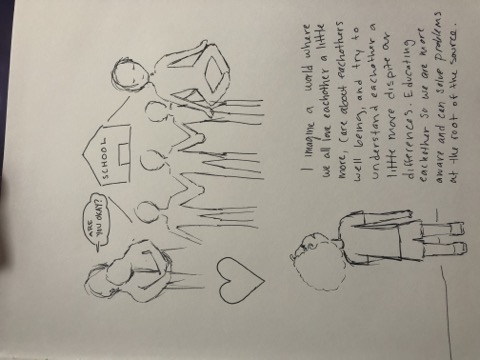 ARE
YOU OKAY?
SCHOOL
I imagine a world where
we all love eachother a little
more, care about eachothers
well being, and try to
understand eachother a
little more dispite our
differences. Educating
eachother so we are more
aware and can solve problems
at the root of the source.